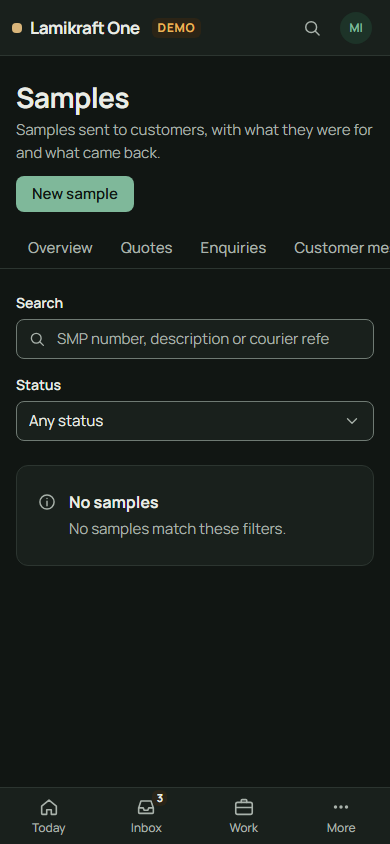 Lamikraft One DEMO MI
Samples
Samples sent to customers, with what they were for
and what came back.
New sample
Overview Quotes Enquiries Customer me
Search
SMP number, description or courier refe
Status
Any status
No samples
No samples match these filters.
3
Today Inbox Work More